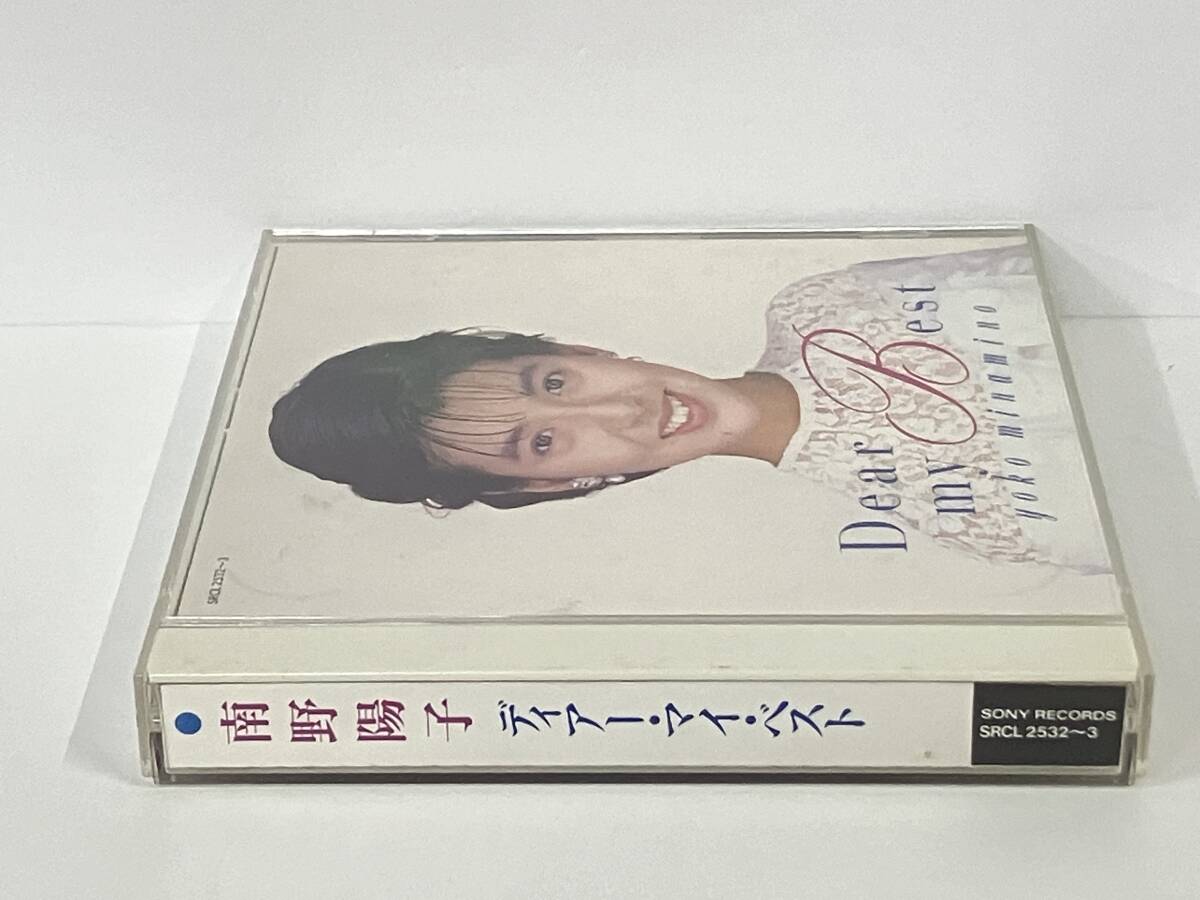 SRCL 2532〜3
Dear
my Best
yoko minamino
南野陽子 ディアー・マイ・ベスト
SONY RECORDS
SRCL 2532〜3